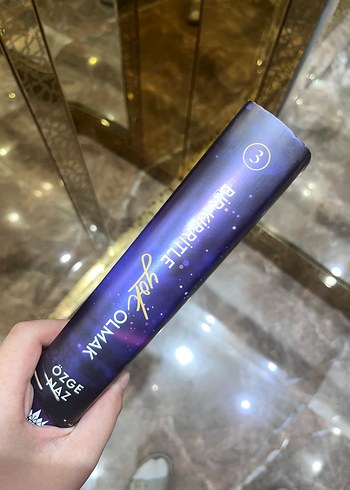 3
BİR KİBRİTLE
yok OLMAK
ÖZGE
NAZ